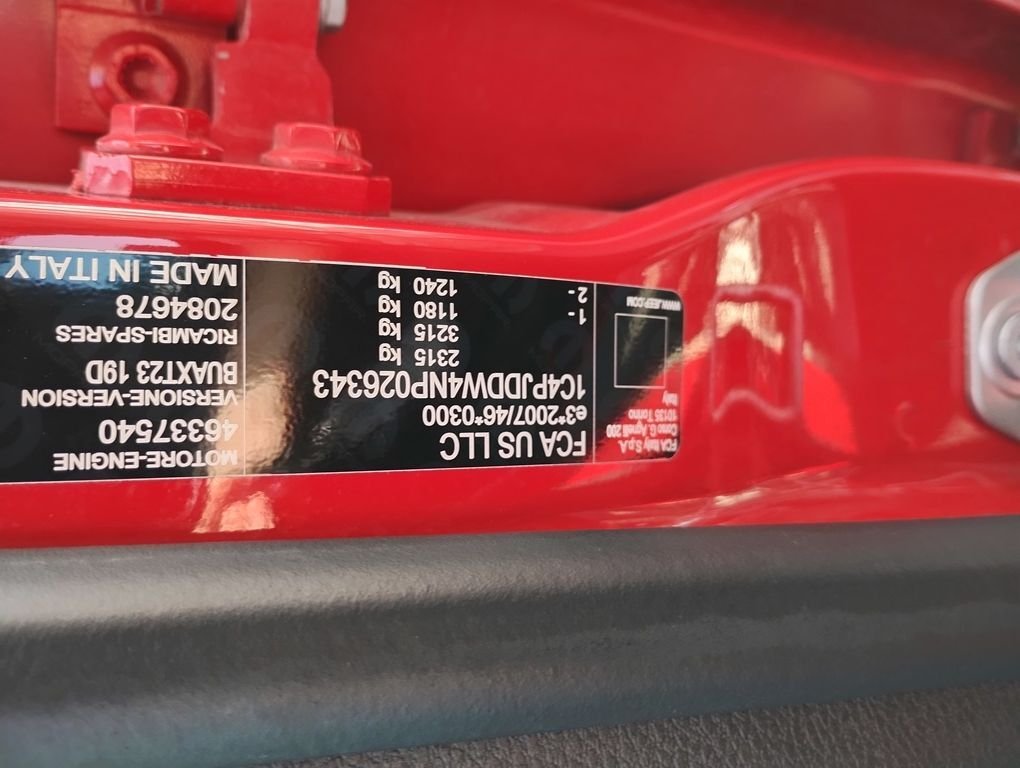 FCA Italy S.p.A.
Corso G. Agnelli 200
10135 Torino
Italy
WWW.JEEP.COM
FCA US LLC
e3*2007/46*0300
1C4PJDDW4NP026343
2315 kg
3215 kg
1 - 1180 kg
2 - 1240 kg
MOTORE-ENGINE
46337540
VERSIONE-VERSION
BUAXT23 19D
RICAMBI-SPARES
2084678
MADE IN ITALY